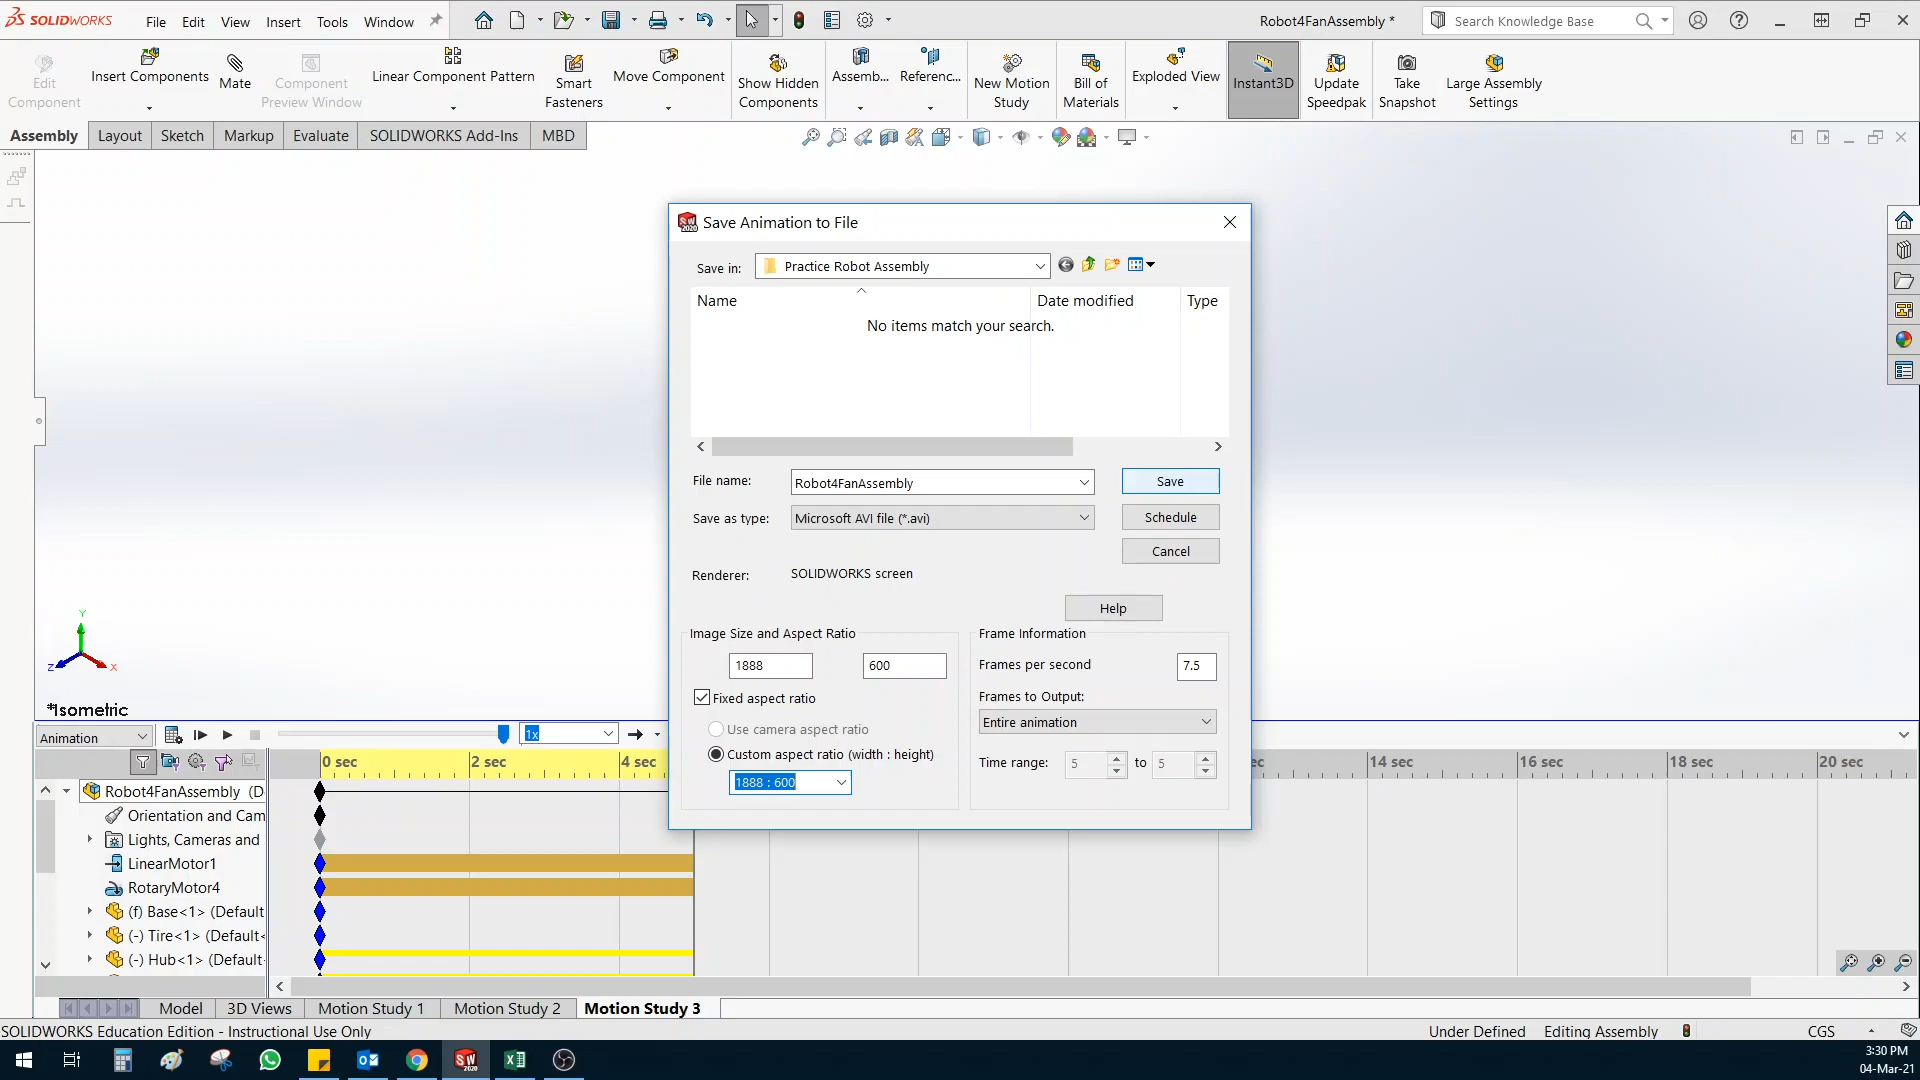 SOLIDWORKS File Edit View Insert Tools Window Robot4FanAssembly * Search Knowledge Base
Edit Component
Insert Components
Mate
Component Preview Window
Linear Component Pattern
Smart Fasteners
Move Component
Show Hidden Components
Assemb...
Referenc...
New Motion Study
Bill of Materials
Exploded View
Instant3D
Update Speedpak
Take Snapshot
Large Assembly Settings
Assembly Layout Sketch Markup Evaluate SOLIDWORKS Add-Ins MBD
SW 2020 Save Animation to File
Save in: Practice Robot Assembly
Name Date modified Type
No items match your search.
File name: Robot4FanAssembly Save
Save as type: Microsoft AVI file (*.avi) Schedule
Cancel
Renderer: SOLIDWORKS screen
Help
Image Size and Aspect Ratio
1888 600
Fixed aspect ratio
Use camera aspect ratio
Custom aspect ratio (width : height)
1888 : 600
Frame Information
Frames per second 7.5
Frames to Output:
Entire animation
Time range: 5 to 5
Y
Z X
*Isometric
Animation 1x
0 sec 2 sec 4 sec ec 14 sec 16 sec 18 sec 20 sec
Robot4FanAssembly (D
Orientation and Cam
Lights, Cameras and
LinearMotor1
RotaryMotor4
(f) Base<1> (Default
(-) Tire<1> (Default<
(-) Hub<1> (Default
Model 3D Views Motion Study 1 Motion Study 2 Motion Study 3
SOLIDWORKS Education Edition - Instructional Use Only Under Defined Editing Assembly CGS
SW 2020
3:30 PM
04-Mar-21